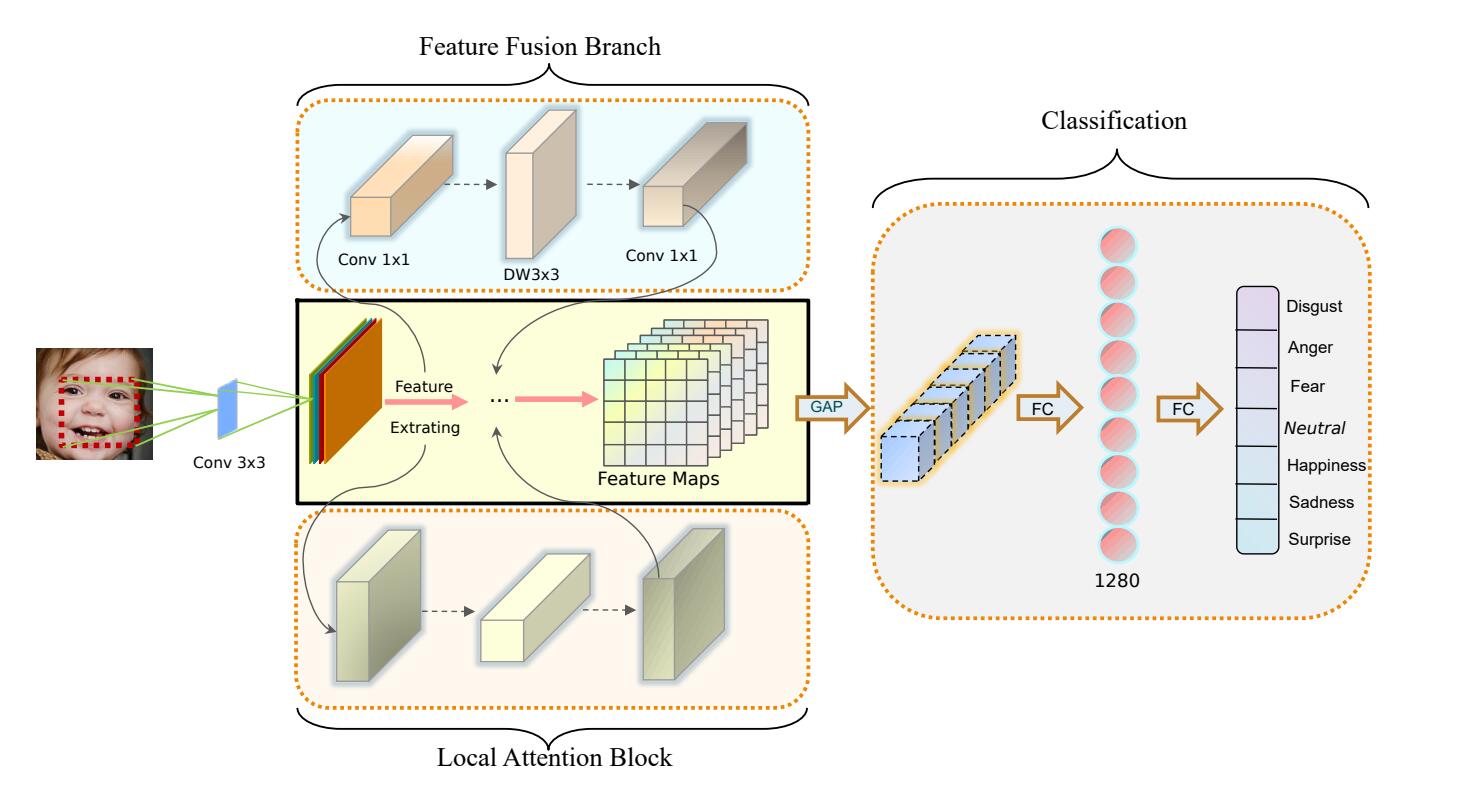 Feature Fusion Branch
Conv 1x1
DW3x3
Conv 1x1
Conv 3x3
Feature
Extrating
...
Feature Maps
Local Attention Block
GAP
Classification
FC
1280
FC
Disgust
Anger
Fear
Neutral
Happiness
Sadness
Surprise